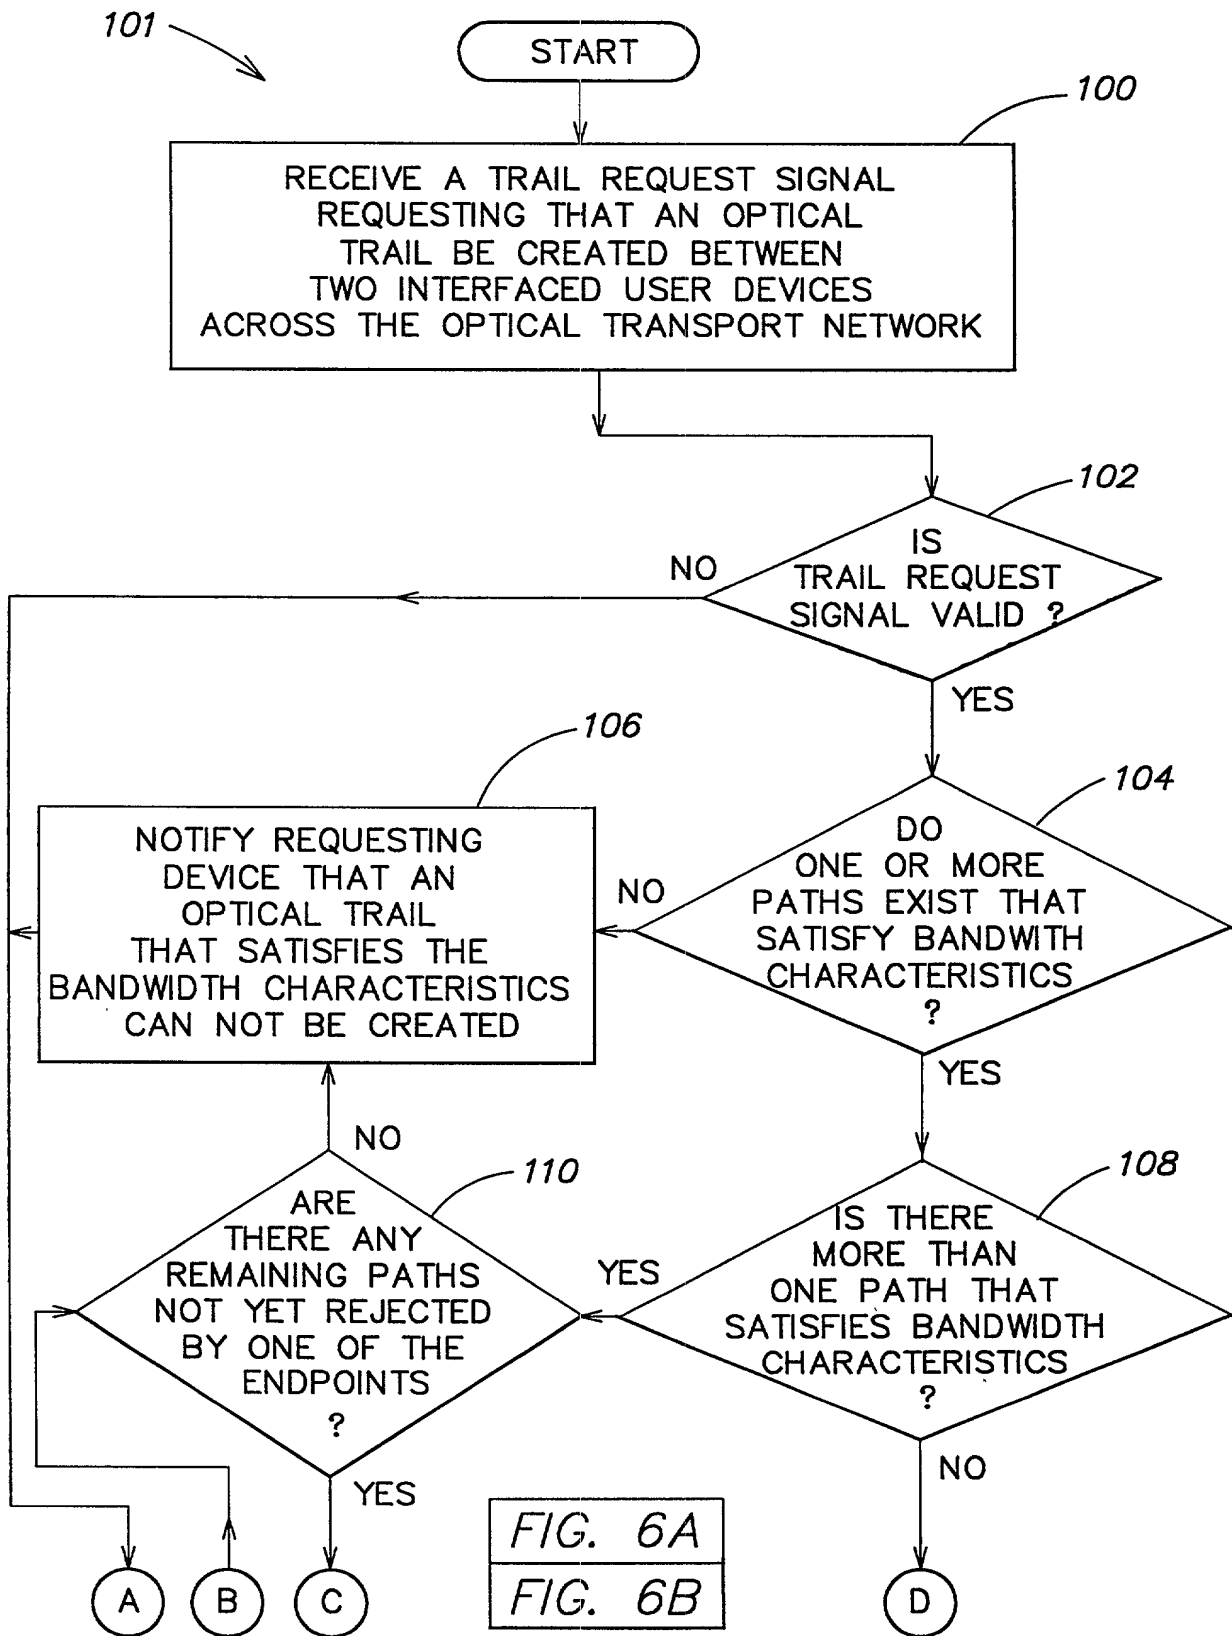 101
START
100
RECEIVE A TRAIL REQUEST SIGNAL
REQUESTING THAT AN OPTICAL
TRAIL BE CREATED BETWEEN
TWO INTERFACED USER DEVICES
ACROSS THE OPTICAL TRANSPORT NETWORK
102
IS
TRAIL REQUEST
SIGNAL VALID ?
NO
YES
106
NOTIFY REQUESTING
DEVICE THAT AN
OPTICAL TRAIL
THAT SATISFIES THE
BANDWIDTH CHARACTERISTICS
CAN NOT BE CREATED
104
DO
ONE OR MORE
PATHS EXIST THAT
SATISFY BANDWITH
CHARACTERISTICS
?
NO
YES
NO
110
ARE
THERE ANY
REMAINING PATHS
NOT YET REJECTED
BY ONE OF THE
ENDPOINTS
?
YES
108
IS THERE
MORE THAN
ONE PATH THAT
SATISFIES BANDWIDTH
CHARACTERISTICS
?
YES
NO
A
B
C
FIG. 6A
FIG. 6B
D